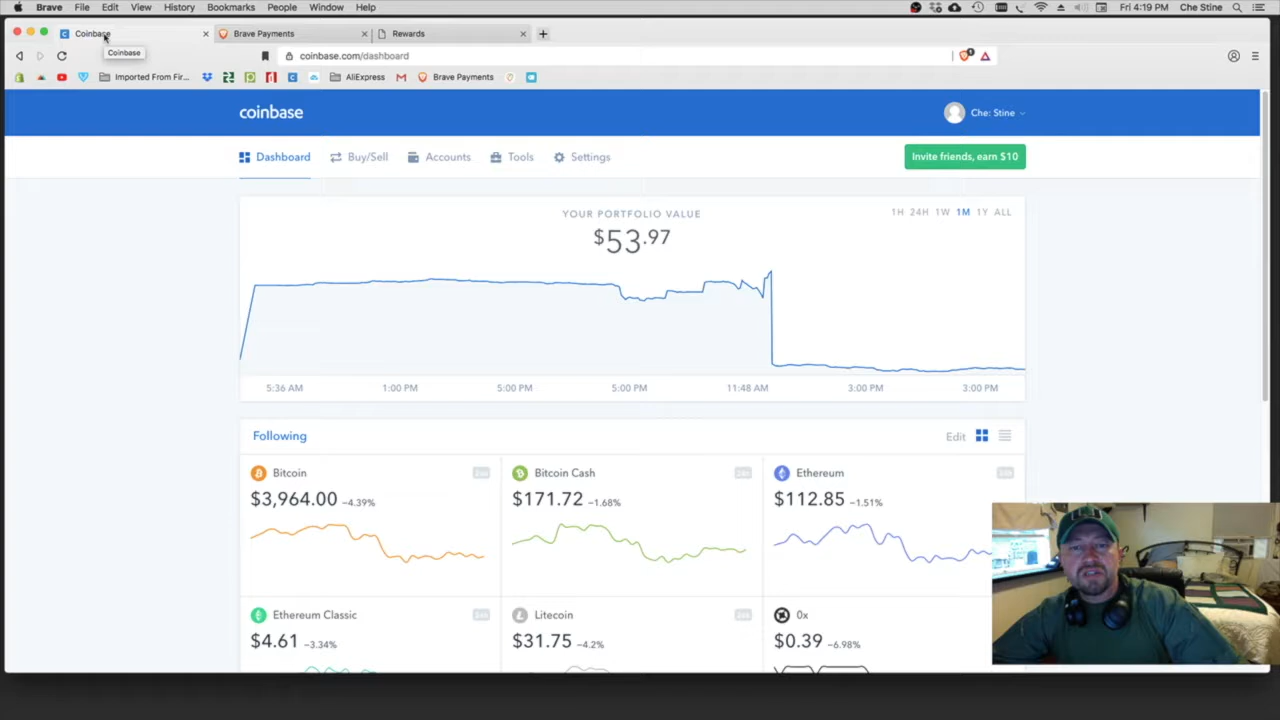 Brave File Edit View History Bookmarks People Window Help Fri 4:19 PM Che Stine
Coinbase Brave Payments Rewards
Coinbase
coinbase.com/dashboard
Imported From Fir... AliExpress Brave Payments
coinbase
Che: Stine
Dashboard Buy/Sell Accounts Tools Settings
Invite friends, earn $10
YOUR PORTFOLIO VALUE
1H 24H 1W 1M 1Y ALL
$53.97
5:36 AM 1:00 PM 5:00 PM 5:00 PM 11:48 AM 3:00 PM 3:00 PM
Following Edit
Bitcoin Bitcoin Cash Ethereum
$3,964.00 -4.39% $171.72 -1.68% $112.85 -1.51%
Ethereum Classic Litecoin 0x
$4.61 -3.34% $31.75 -4.2% $0.39 -6.98%